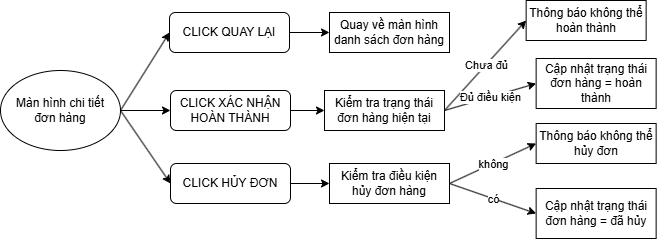 Màn hình chi tiết
đơn hàng
CLICK QUAY LẠI
Quay về màn hình
danh sách đơn hàng
CLICK XÁC NHẬN
HOÀN THÀNH
Kiểm tra trạng thái
đơn hàng hiện tại
Chưa đủ
Thông báo không thể
hoàn thành
Đủ điều kiện
Cập nhật trạng thái
đơn hàng = hoàn
thành
CLICK HỦY ĐƠN
Kiểm tra điều kiện
hủy đơn hàng
không
Thông báo không thể
hủy đơn
có
Cập nhật trạng thái
đơn hàng = đã hủy